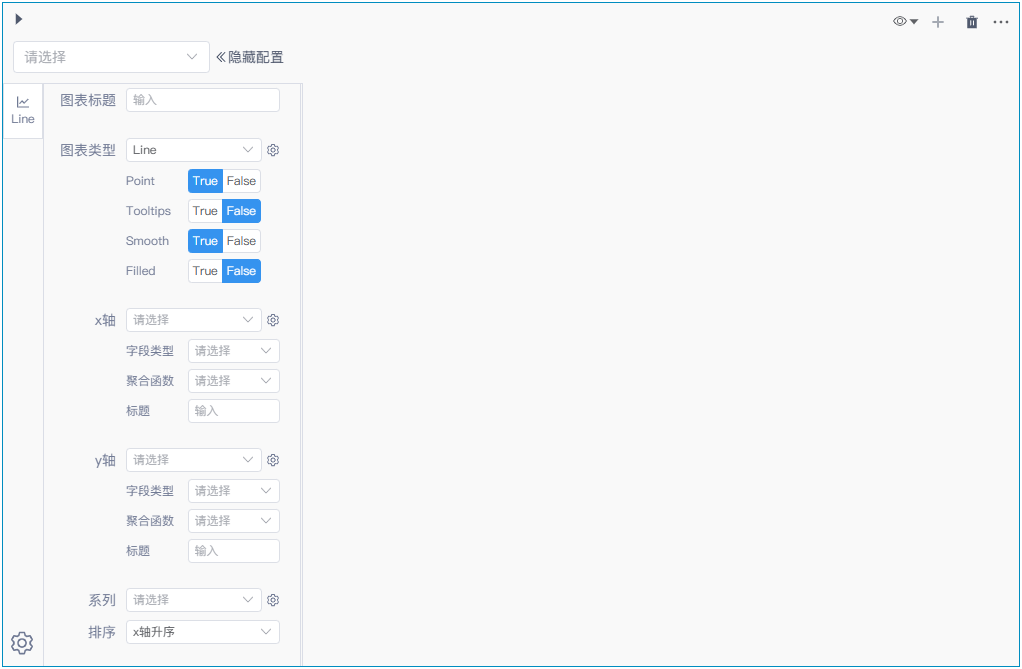 请选择 隐藏配置
Line
图表标题 输入
图表类型 Line
Point True False
Tooltips True False
Smooth True False
Filled True False
x轴 请选择
字段类型 请选择
聚合函数 请选择
标题 输入
y轴 请选择
字段类型 请选择
聚合函数 请选择
标题 输入
系列 请选择
排序 x轴升序